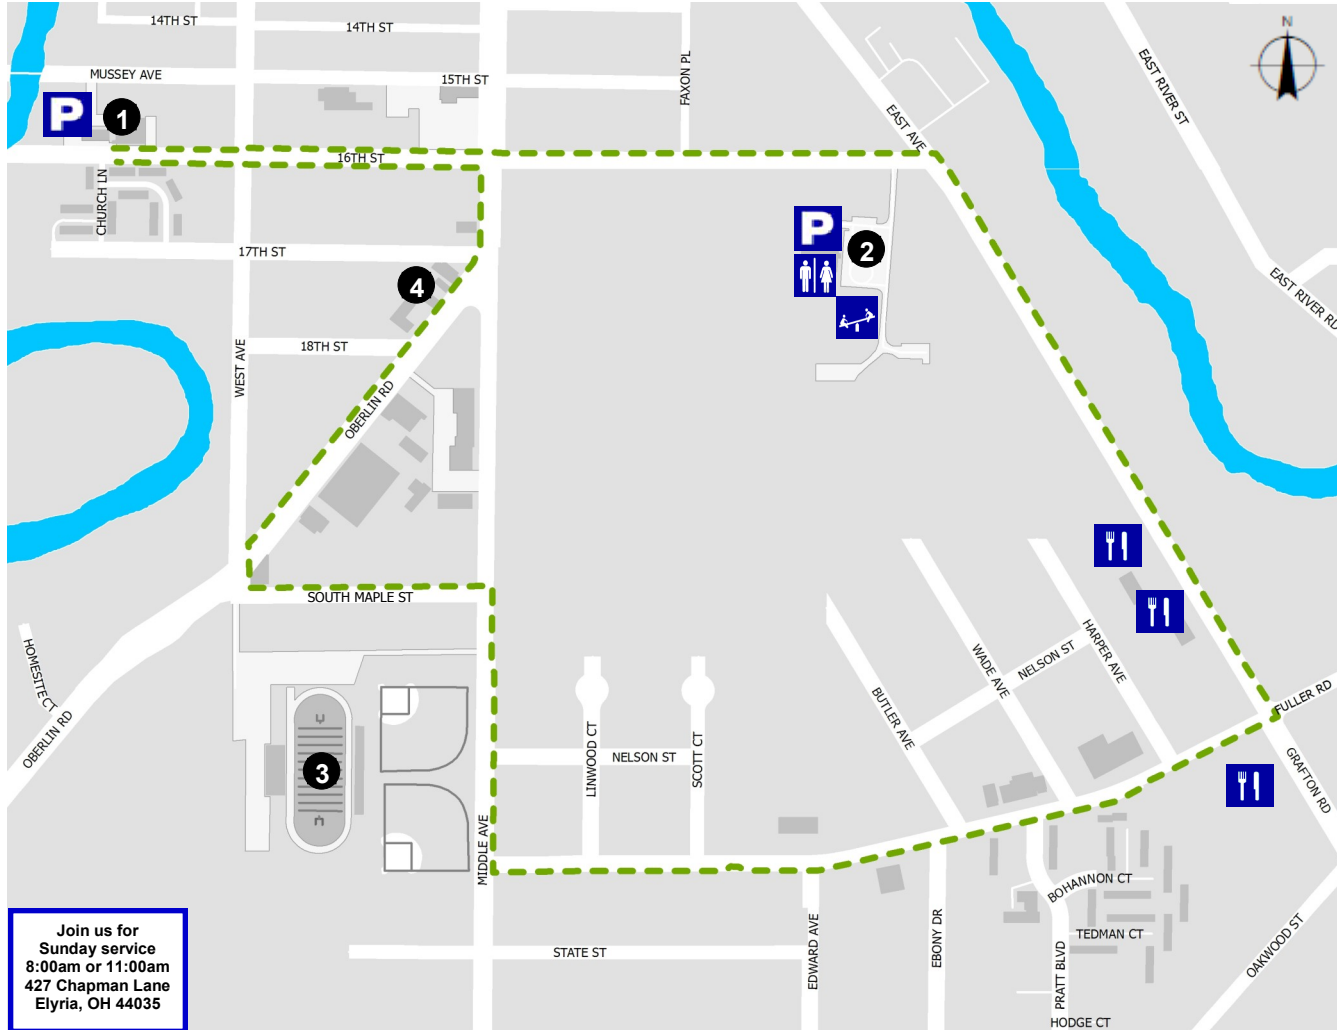 14TH ST
14TH ST
N
MUSSEY AVE
15TH ST
FAXON PL
EAST AVE
EAST RIVER ST
P
1
16TH ST
CHURCH LN
17TH ST
P
2
EAST RIVER RD
4
18TH ST
WEST AVE
OBERLIN RD
SOUTH MAPLE ST
HOMESITE CT
OBERLIN RD
NELSON ST
HARPER AVE
WADE AVE
BUTLER AVE
FULLER RD
3
LINWOOD CT
NELSON ST
SCOTT CT
GRAFTON RD
MIDDLE AVE
BOHANNON CT
Join us for
Sunday service
8:00am or 11:00am
427 Chapman Lane
Elyria, OH 44035
STATE ST
EDWARD AVE
EBONY DR
PRATT BLVD
TEDMAN CT
OAKWOOD ST
HODGE CT